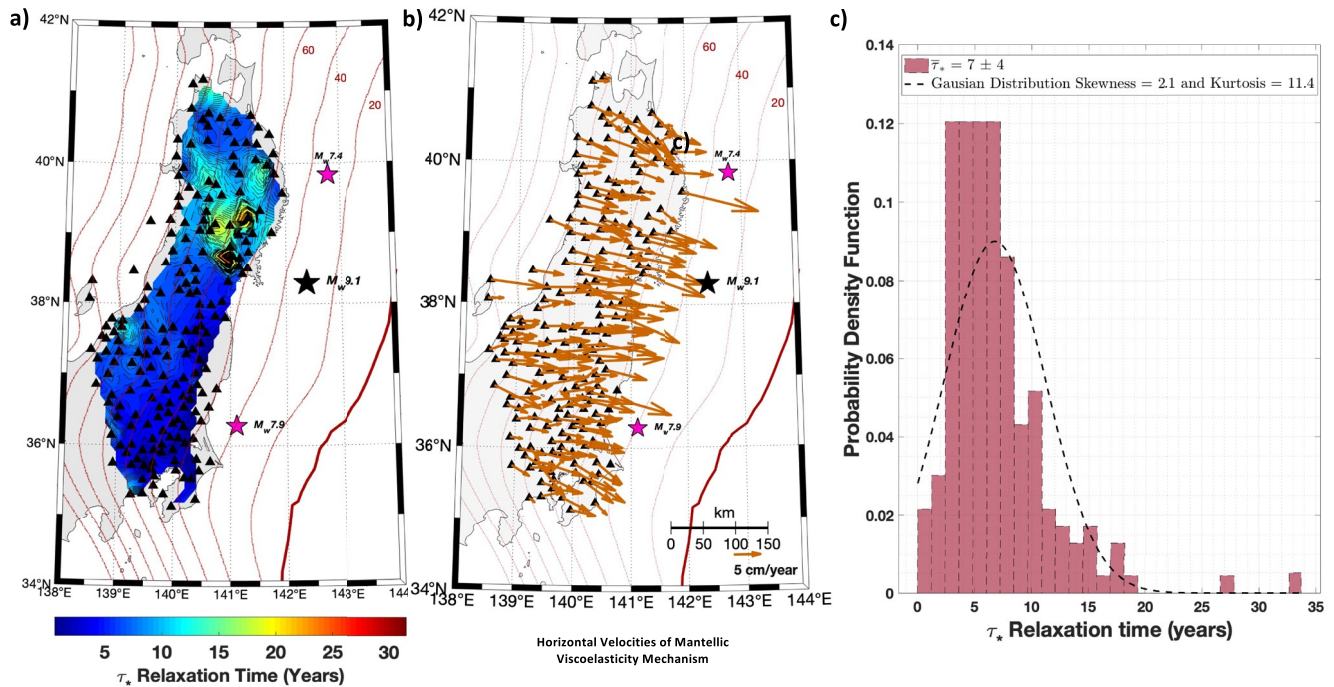 a)
42°N
40°N
38°N
36°N
34°N
138°E
139°E
140°E
141°E
142°E
143°E
144°E
60
40
20
Mw7.4
Mw9.1
Mw7.9
5 10 15 20 25 30
τ* Relaxation Time (Years)
b)
42°N
40°N
38°N
36°N
34°N
138°E
139°E
140°E
141°E
142°E
143°E
144°E
60
40
20
c)
Mw7.4
Mw9.1
Mw7.9
km
0 50 100 150
5 cm/year
Horizontal Velocities of Mantellic
Viscoelasticity Mechanism
c)
τ̅* = 7 ± 4
Gausian Distribution Skewness = 2.1 and Kurtosis = 11.4
Probability Density Function
0.14
0.12
0.1
0.08
0.06
0.04
0.02
0
0 5 10 15 20 25 30 35
τ* Relaxation time (years)